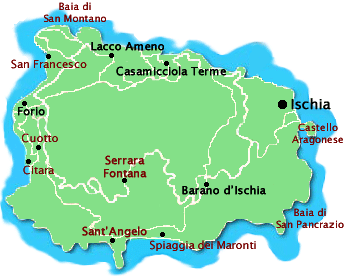 Baia di
San Montano
Lacco Ameno
San Francesco
Casamicciola Terme
Ischia
Forio
Castello
Aragonese
Cuotto
Citara
Serrara
Fontana
Barano d'Ischia
Baia di
San Pancrazio
Sant'Angelo
Spiaggia dei Maronti